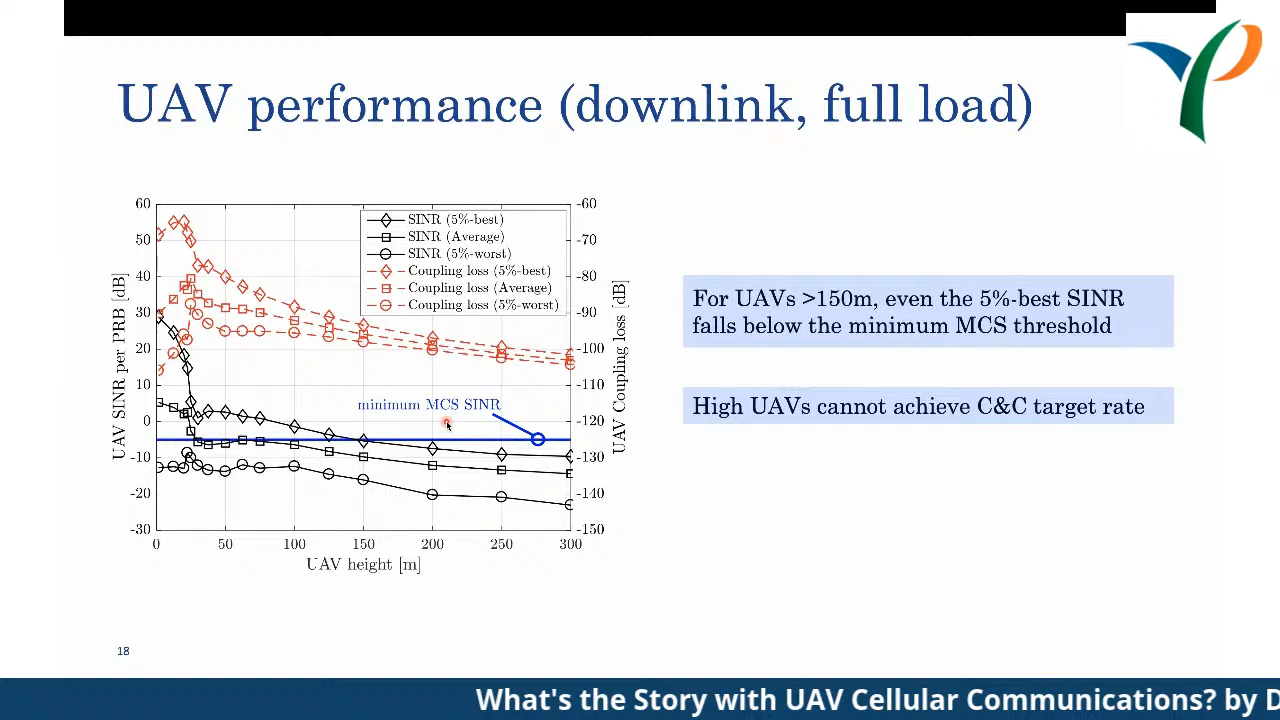 UAV performance (downlink, full load)
60
50
40
30
20
10
0
-10
-20
-30
UAV SINR per PRB [dB]
-60
-70
-80
-90
-100
-110
-120
-130
-140
-150
UAV Coupling loss [dB]
SINR (5%-best)
SINR (Average)
SINR (5%-worst)
Coupling loss (5%-best)
Coupling loss (Average)
Coupling loss (5%-worst)
minimum MCS SINR
0 50 100 150 200 250 300
UAV height [m]
For UAVs >150m, even the 5%-best SINR
falls below the minimum MCS threshold
High UAVs cannot achieve C&C target rate
18
What's the Story with UAV Cellular Communications? by D